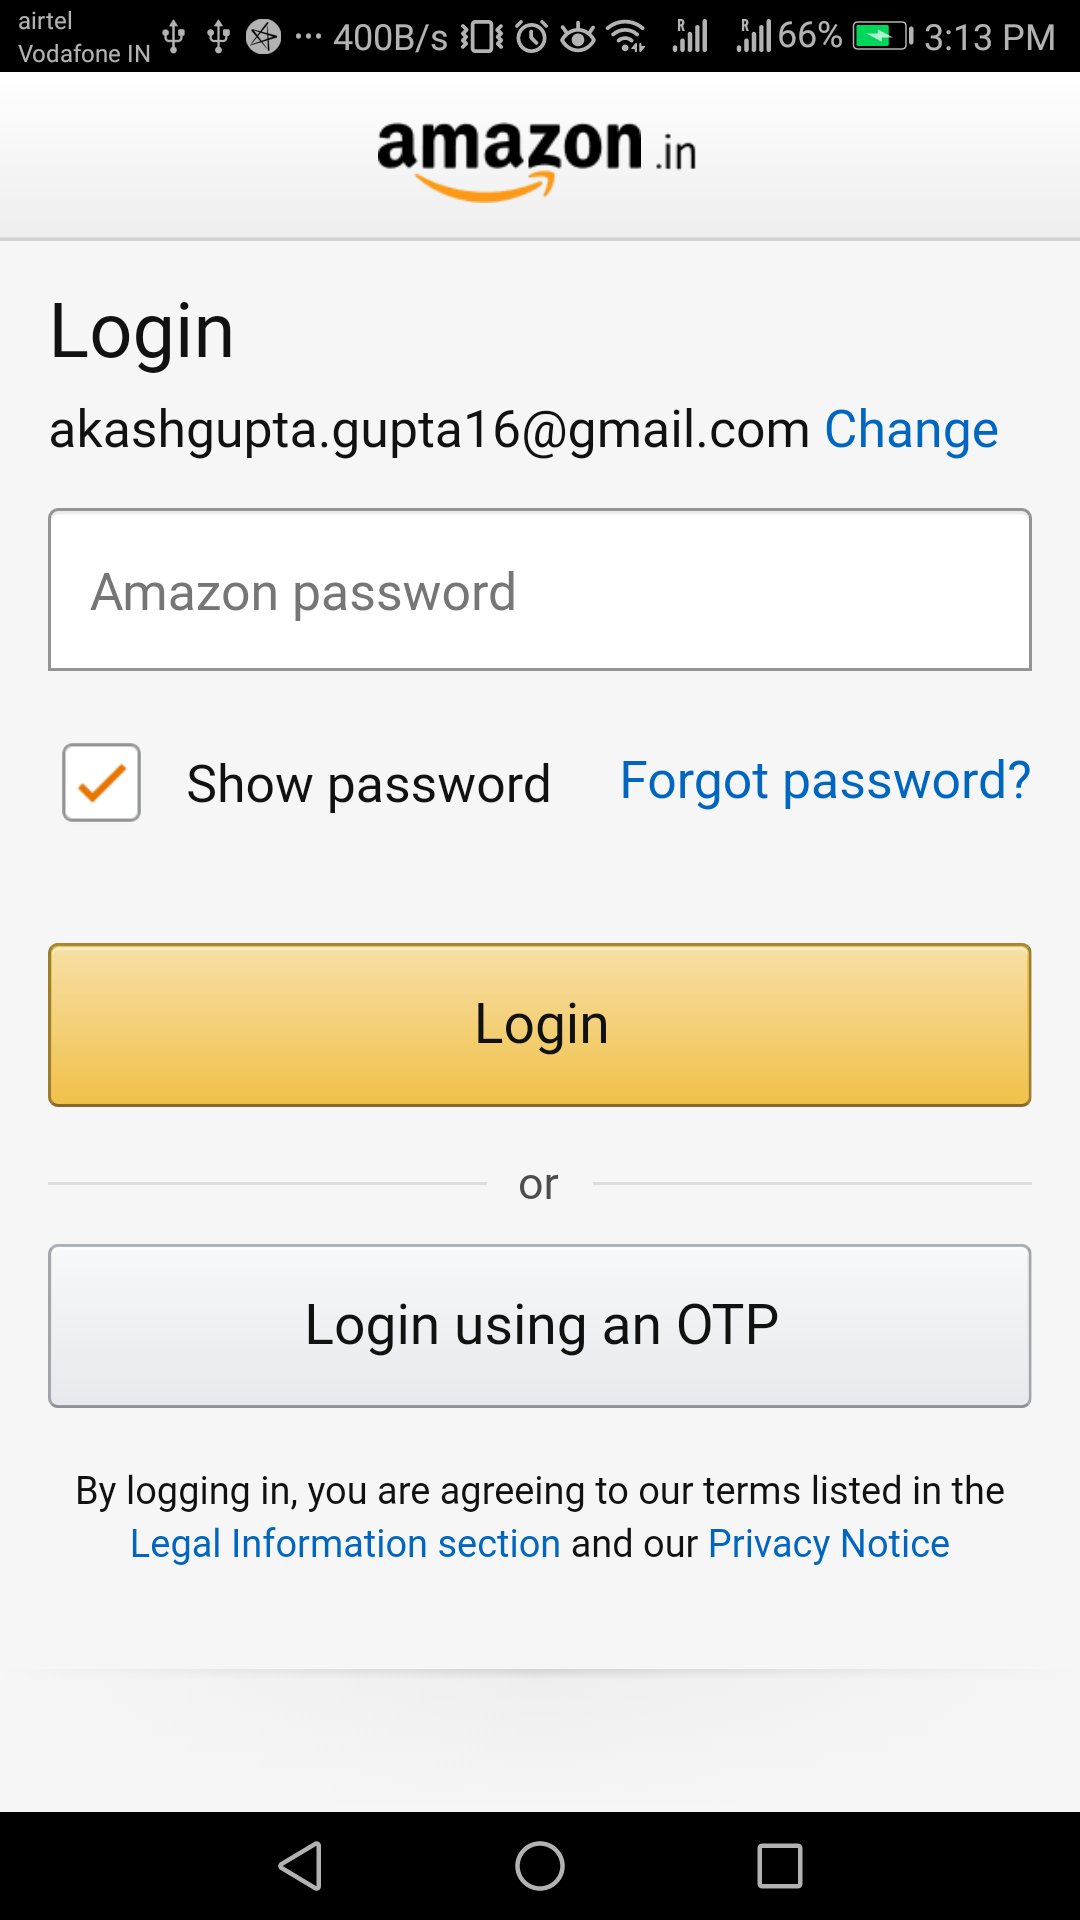 airtel
Vodafone IN
400B/s
R
R
66%
3:13 PM
amazon.in
Login
akashgupta.gupta16@gmail.com Change
Amazon password
Show password
Forgot password?
Login
or
Login using an OTP
By logging in, you are agreeing to our terms listed in the
Legal Information section and our Privacy Notice